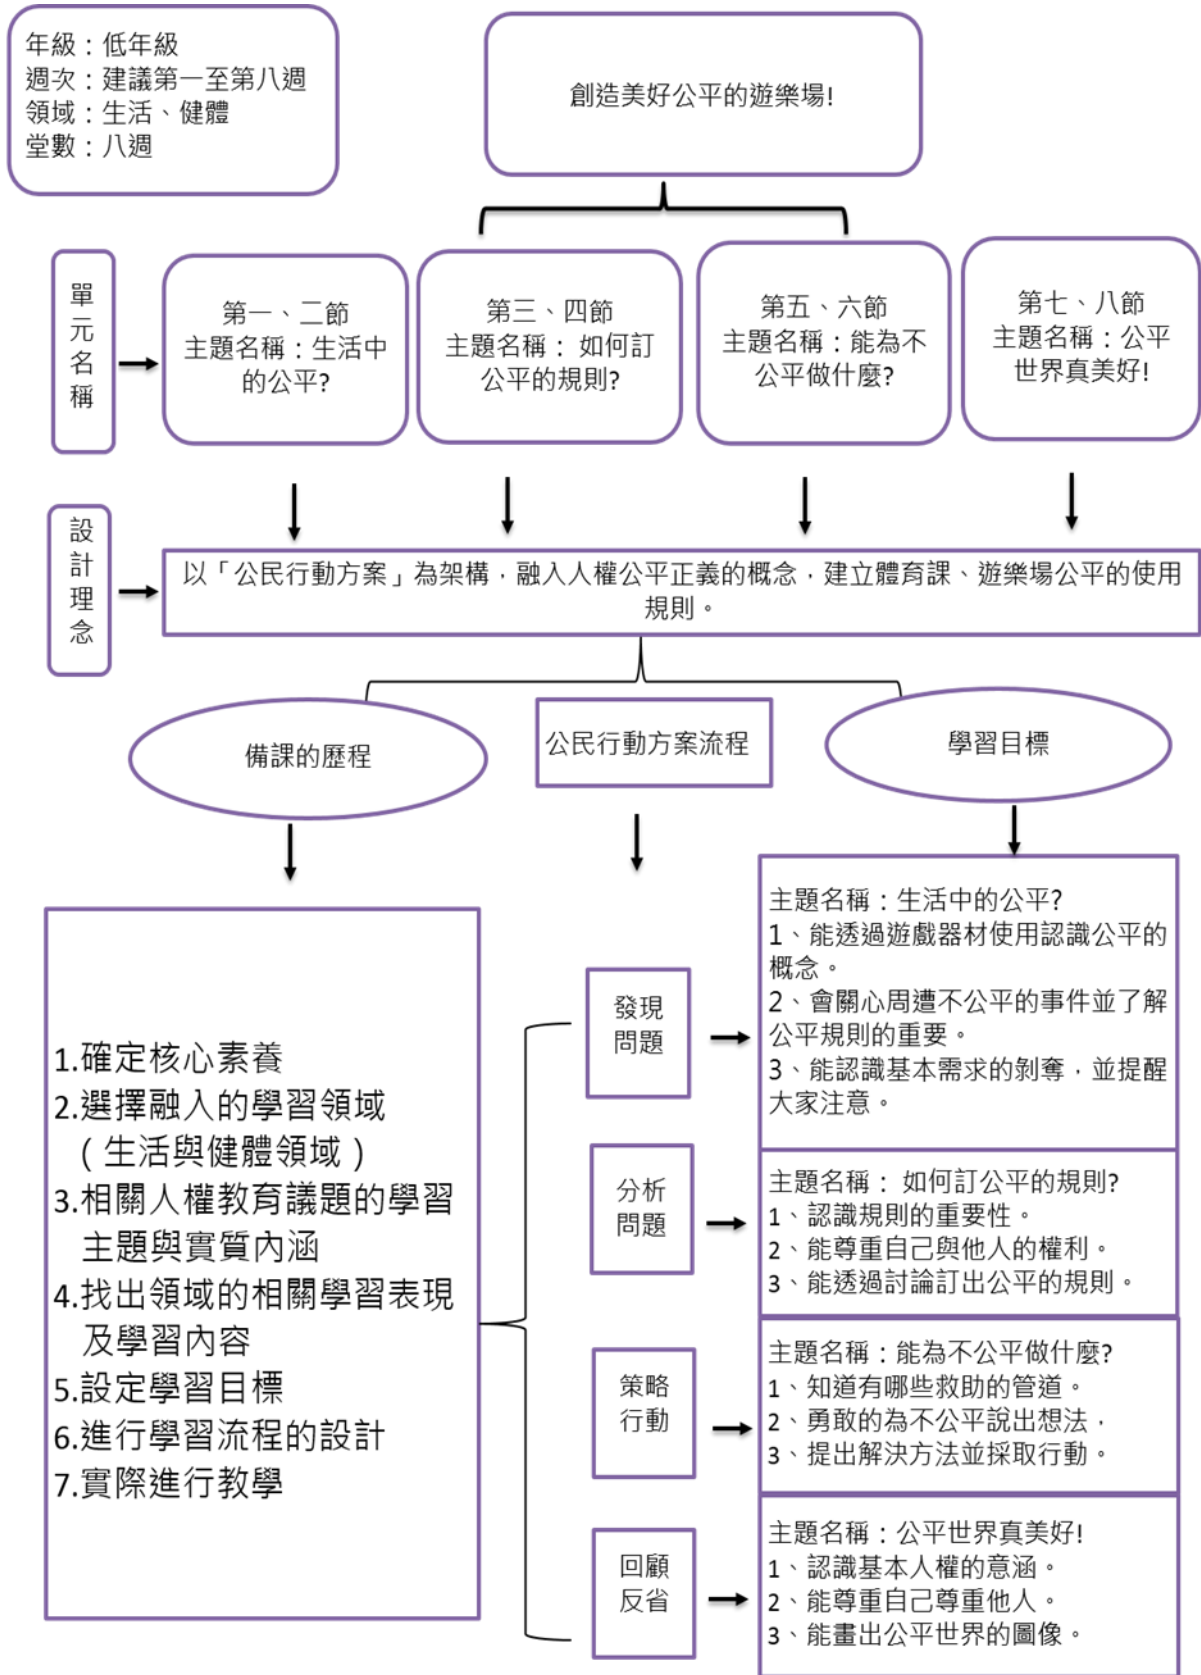 年級：低年級
週次：建議第一至第八週
領域：生活、健體
堂數：八週
創造美好公平的遊樂場!
單
元
名
稱
第一、二節
主題名稱：生活中
的公平?
第三、四節
主題名稱： 如何訂
公平的規則?
第五、六節
主題名稱：能為不
公平做什麼?
第七、八節
主題名稱：公平
世界真美好!
設
計
理
念
以「公民行動方案」為架構，融入人權公平正義的概念，建立體育課、遊樂場公平的使用
規則。
備課的歷程
公民行動方案流程
學習目標
1.確定核心素養
2.選擇融入的學習領域
（生活與健體領域）
3.相關人權教育議題的學習
主題與實質內涵
4.找出領域的相關學習表現
及學習內容
5.設定學習目標
6.進行學習流程的設計
7.實際進行教學
發現
問題
主題名稱：生活中的公平?
1、能透過遊戲器材使用認識公平的
概念。
2、會關心周遭不公平的事件並了解
公平規則的重要。
3、能認識基本需求的剝奪，並提醒
大家注意。
分析
問題
主題名稱： 如何訂公平的規則?
1、認識規則的重要性。
2、能尊重自己與他人的權利。
3、能透過討論訂出公平的規則。
策略
行動
主題名稱：能為不公平做什麼?
1、知道有哪些救助的管道。
2、勇敢的為不公平說出想法，
3、提出解決方法並採取行動。
回顧
反省
主題名稱：公平世界真美好!
1、認識基本人權的意涵。
2、能尊重自己尊重他人。
3、能畫出公平世界的圖像。